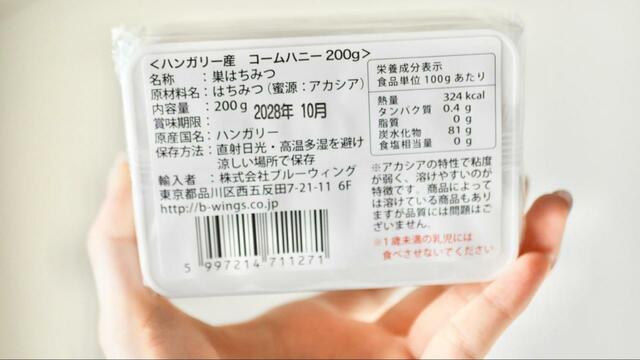 <ハンガリー産 コームハニー200g>
名称 : 巣はちみつ
原材料名 : はちみつ(蜜源:アカシア)
内容量 : 200g
賞味期限 : 2028年 10月
原産国名 : ハンガリー
保存方法 : 直射日光・高温多湿を避け
涼しい場所で保存
輸入者 : 株式会社ブルーウィング
東京都品川区西五反田7-21-11 6F
http://b-wings.co.jp
5 997214 711271
栄養成分表示
食品単位 100gあたり
熱量 324 kcal
タンパク質 0.4 g
脂質 0 g
炭水化物 81 g
食塩相当量 0 g
※アカシアの特性で粘度
が弱く、溶けやすいのが
特徴です。商品によって
は溶けている商品もあり
ますが品質には問題はご
ざいません。
※1歳未満の乳児には
食べさせないでください